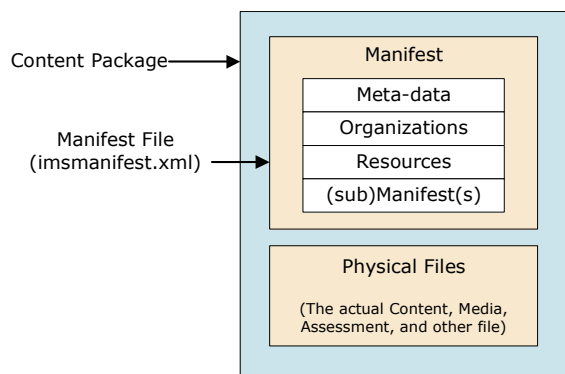 Content Package
Manifest File
(imsmanifest.xml)
Manifest
Meta-data
Organizations
Resources
(sub)Manifest(s)
Physical Files
(The actual Content, Media,
Assessment, and other file)